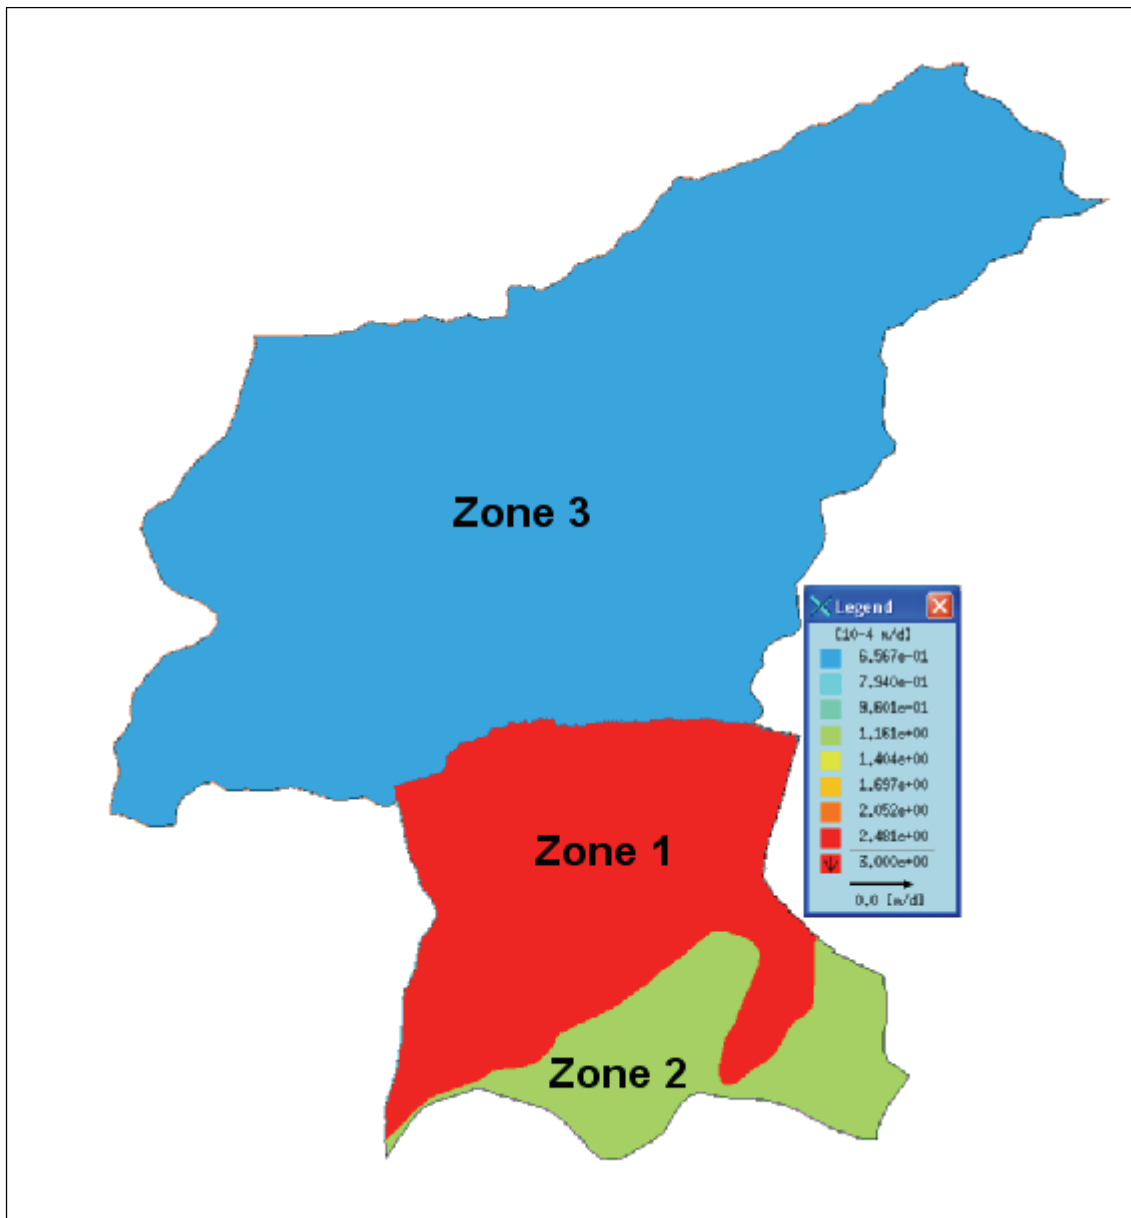 Zone 3
Legend
[10-4 m/d]
6.567e-01
7.940e-01
9.601e-01
1.161e+00
1.404e+00
1.697e+00
2.052e+00
2.481e+00
3.000e+00
0.0 [m/d]
Zone 1
Zone 2